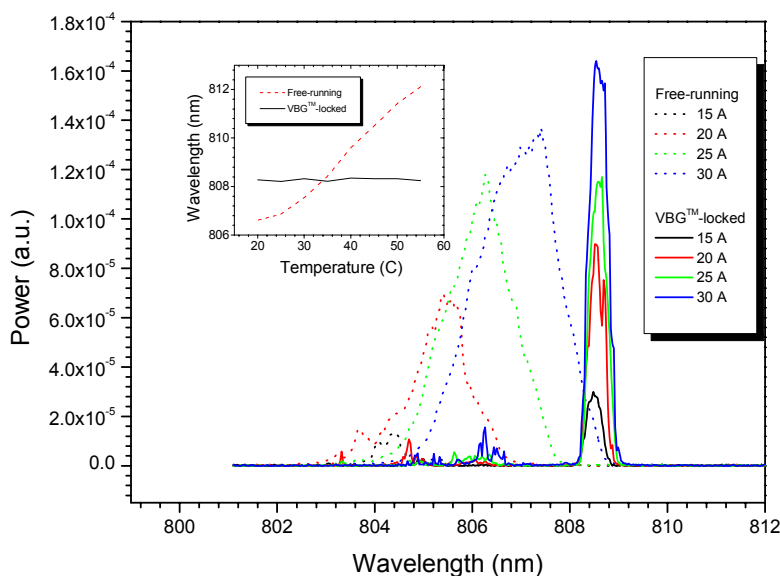 1.8x10⁻⁴
1.6x10⁻⁴
1.4x10⁻⁴
1.2x10⁻⁴
1.0x10⁻⁴
8.0x10⁻⁵
6.0x10⁻⁵
4.0x10⁻⁵
2.0x10⁻⁵
0.0
Power (a.u.)
800 802 804 806 808 810 812
Wavelength (nm)
812
810
808
806
Wavelength (nm)
Free-running
VBG™-locked
10 20 30 40 50 60
Temperature (C)
Free-running
15 A
20 A
25 A
30 A
VBG™-locked
15 A
20 A
25 A
30 A